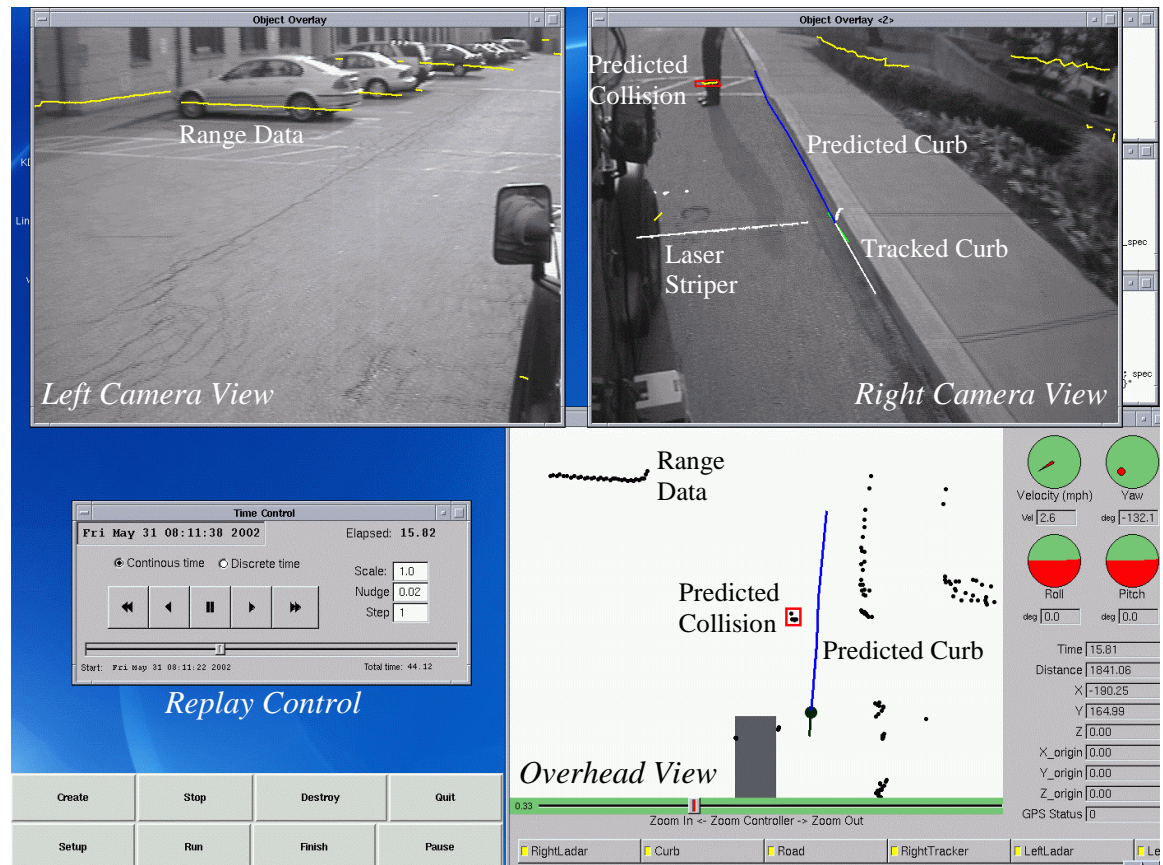 Object Overlay
Object Overlay <2>
Range Data
Left Camera View
Predicted
Collision
Predicted Curb
Laser
Striper
Tracked Curb
Right Camera View
KD
Lin
_spec
spec
Time Control
Fri May 31 08:11:38 2002
Elapsed: 15.82
Continous time
Discrete time
Scale: 1.0
Nudge 0.02
Step 1
Start: Fri May 31 08:11:22 2002
Total time: 44.12
Replay Control
Create
Stop
Destroy
Quit
Setup
Run
Finish
Pause
Range
Data
Predicted
Collision
Predicted Curb
Overhead View
0.33
Zoom In <- Zoom Controller -> Zoom Out
Velocity (mph)
Yaw
Vel 2.6
deg -132.1
Roll
Pitch
deg 0.0
deg 0.0
Time 15.81
Distance 1841.06
X -190.25
Y 164.99
Z 0.00
X_origin 0.00
Y_origin 0.00
Z_origin 0.00
GPS Status 0
RightLadar
Curb
Road
RightTracker
LeftLadar
Le